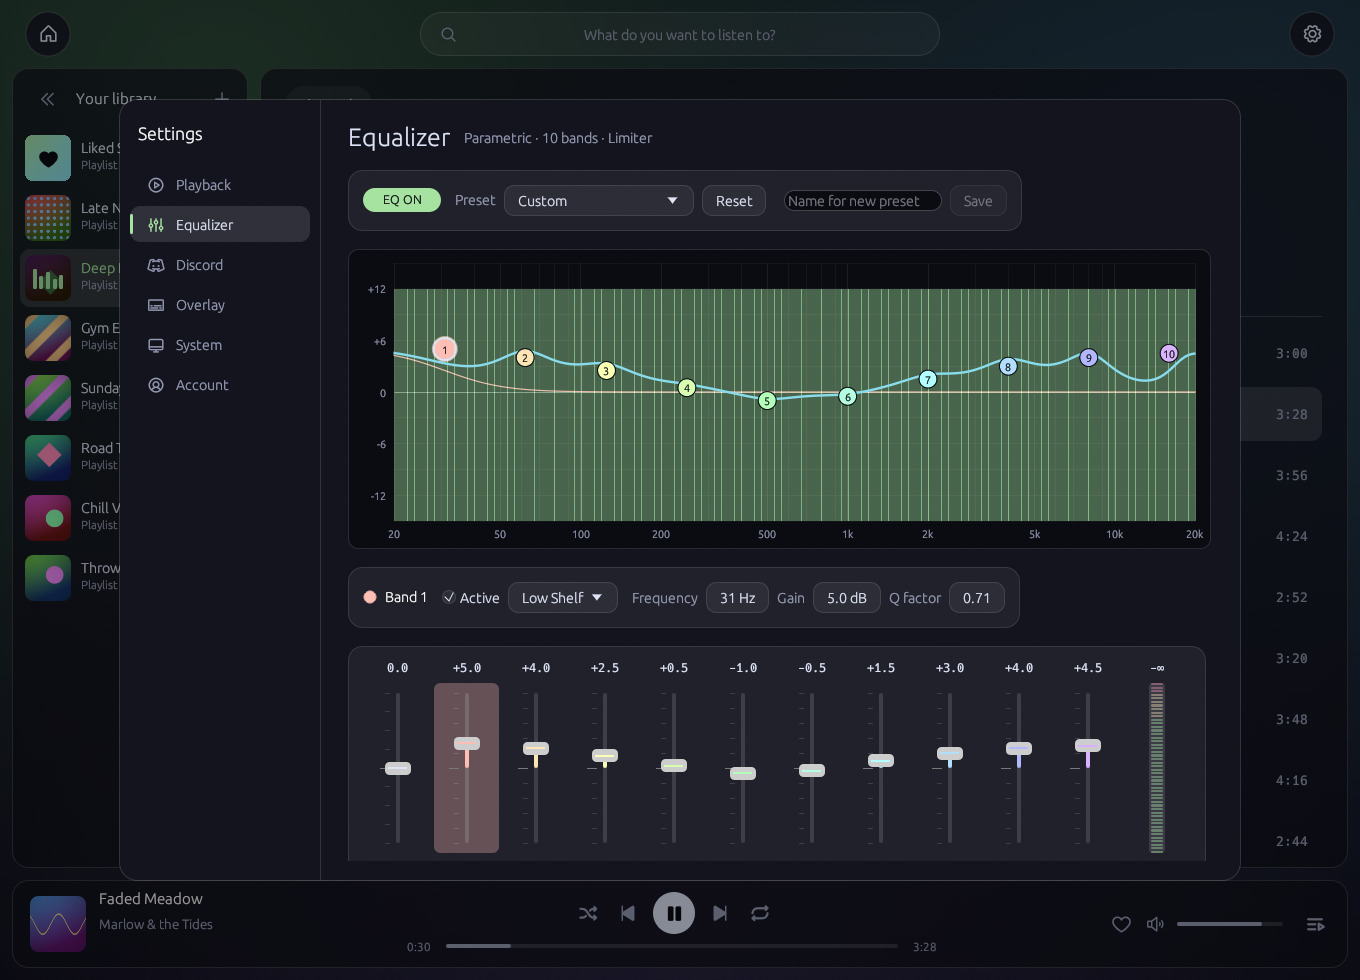 What do you want to listen to?
Your library
Liked S
Playlist
Late N
Playlist
Deep
Playlist
Gym E
Playlist
Sunda
Playlist
Road T
Playlist
Chill V
Playlist
Throw
Playlist
Settings
Playback
Equalizer
Discord
Overlay
System
Account
Equalizer Parametric · 10 bands · Limiter
EQ ON Preset Custom Reset Name for new preset Save
+12
+6
0
-6
-12
1 2 3 4 5 6 7 8 9 10
20 50 100 200 500 1k 2k 5k 10k 20k
Band 1 Active Low Shelf Frequency 31 Hz Gain 5.0 dB Q factor 0.71
0.0 +5.0 +4.0 +2.5 +0.5 -1.0 -0.5 +1.5 +3.0 +4.0 +4.5 -∞
3:00
3:28
3:56
4:24
2:52
3:20
3:48
4:16
2:44
Faded Meadow
Marlow & the Tides
0:30 3:28